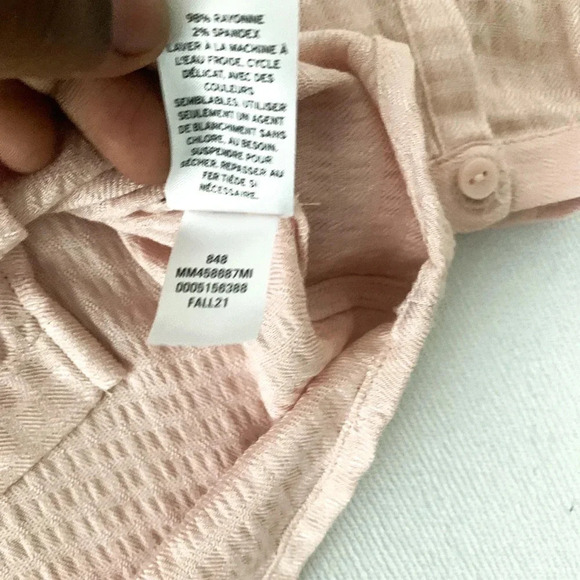 98% RAYONNE
2% SPANDEX
LAVER À LA MACHINE À
L'EAU FROIDE, CYCLE
DÉLICAT, AVEC DES
COULEURS
SEMBLABLES. UTILISER
SEULEMENT UN AGENT
DE BLANCHIMENT SANS
CHLORE, AU BESOIN.
SUSPENDRE POUR
SÉCHER. REPASSER AU
FER TIÈDE SI
NÉCESSAIRE.
848
MM458687MI
0005156388
FALL21